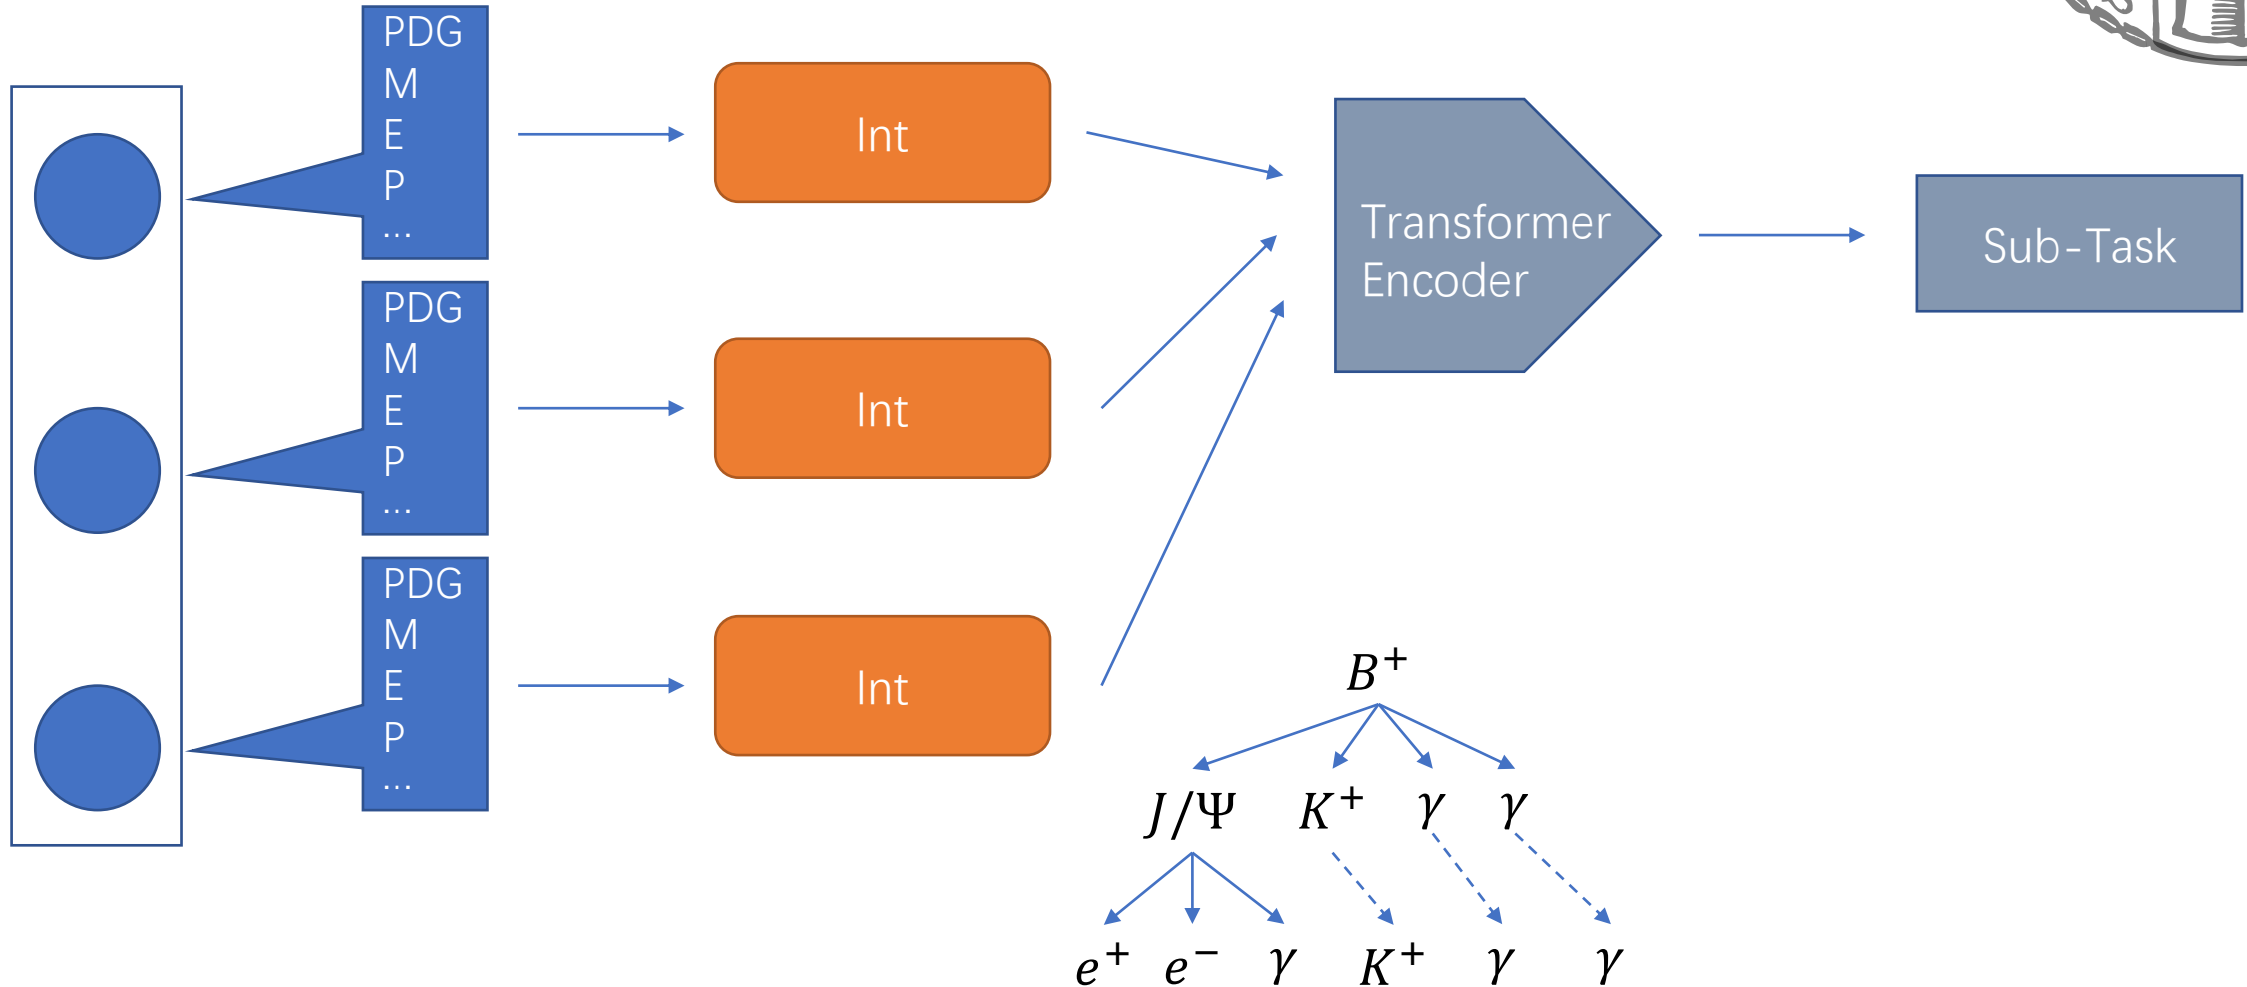 PDG
M
E
P
...
Int
PDG
M
E
P
...
Int
PDG
M
E
P
...
Int
Transformer
Encoder
Sub-Task
B⁺
J/Ψ K⁺ γ γ
e⁺ e⁻ γ K⁺ γ γ